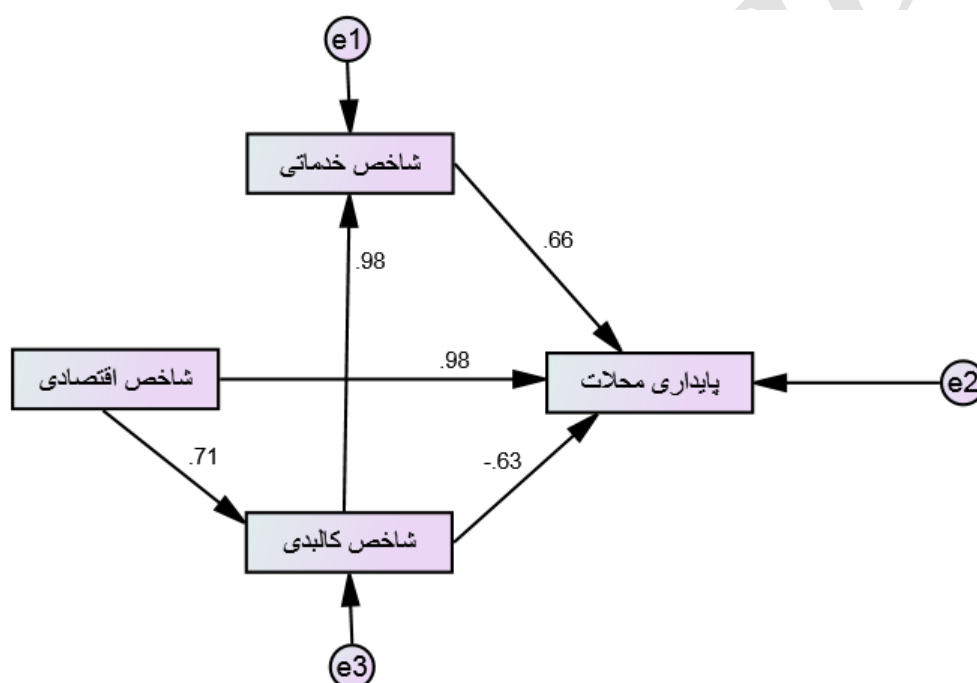 e1
شاخص خدماتی
.66
.98
شاخص اقتصادی
.98
پایداری محلات
e2
.71
-.63
شاخص کالبدی
e3